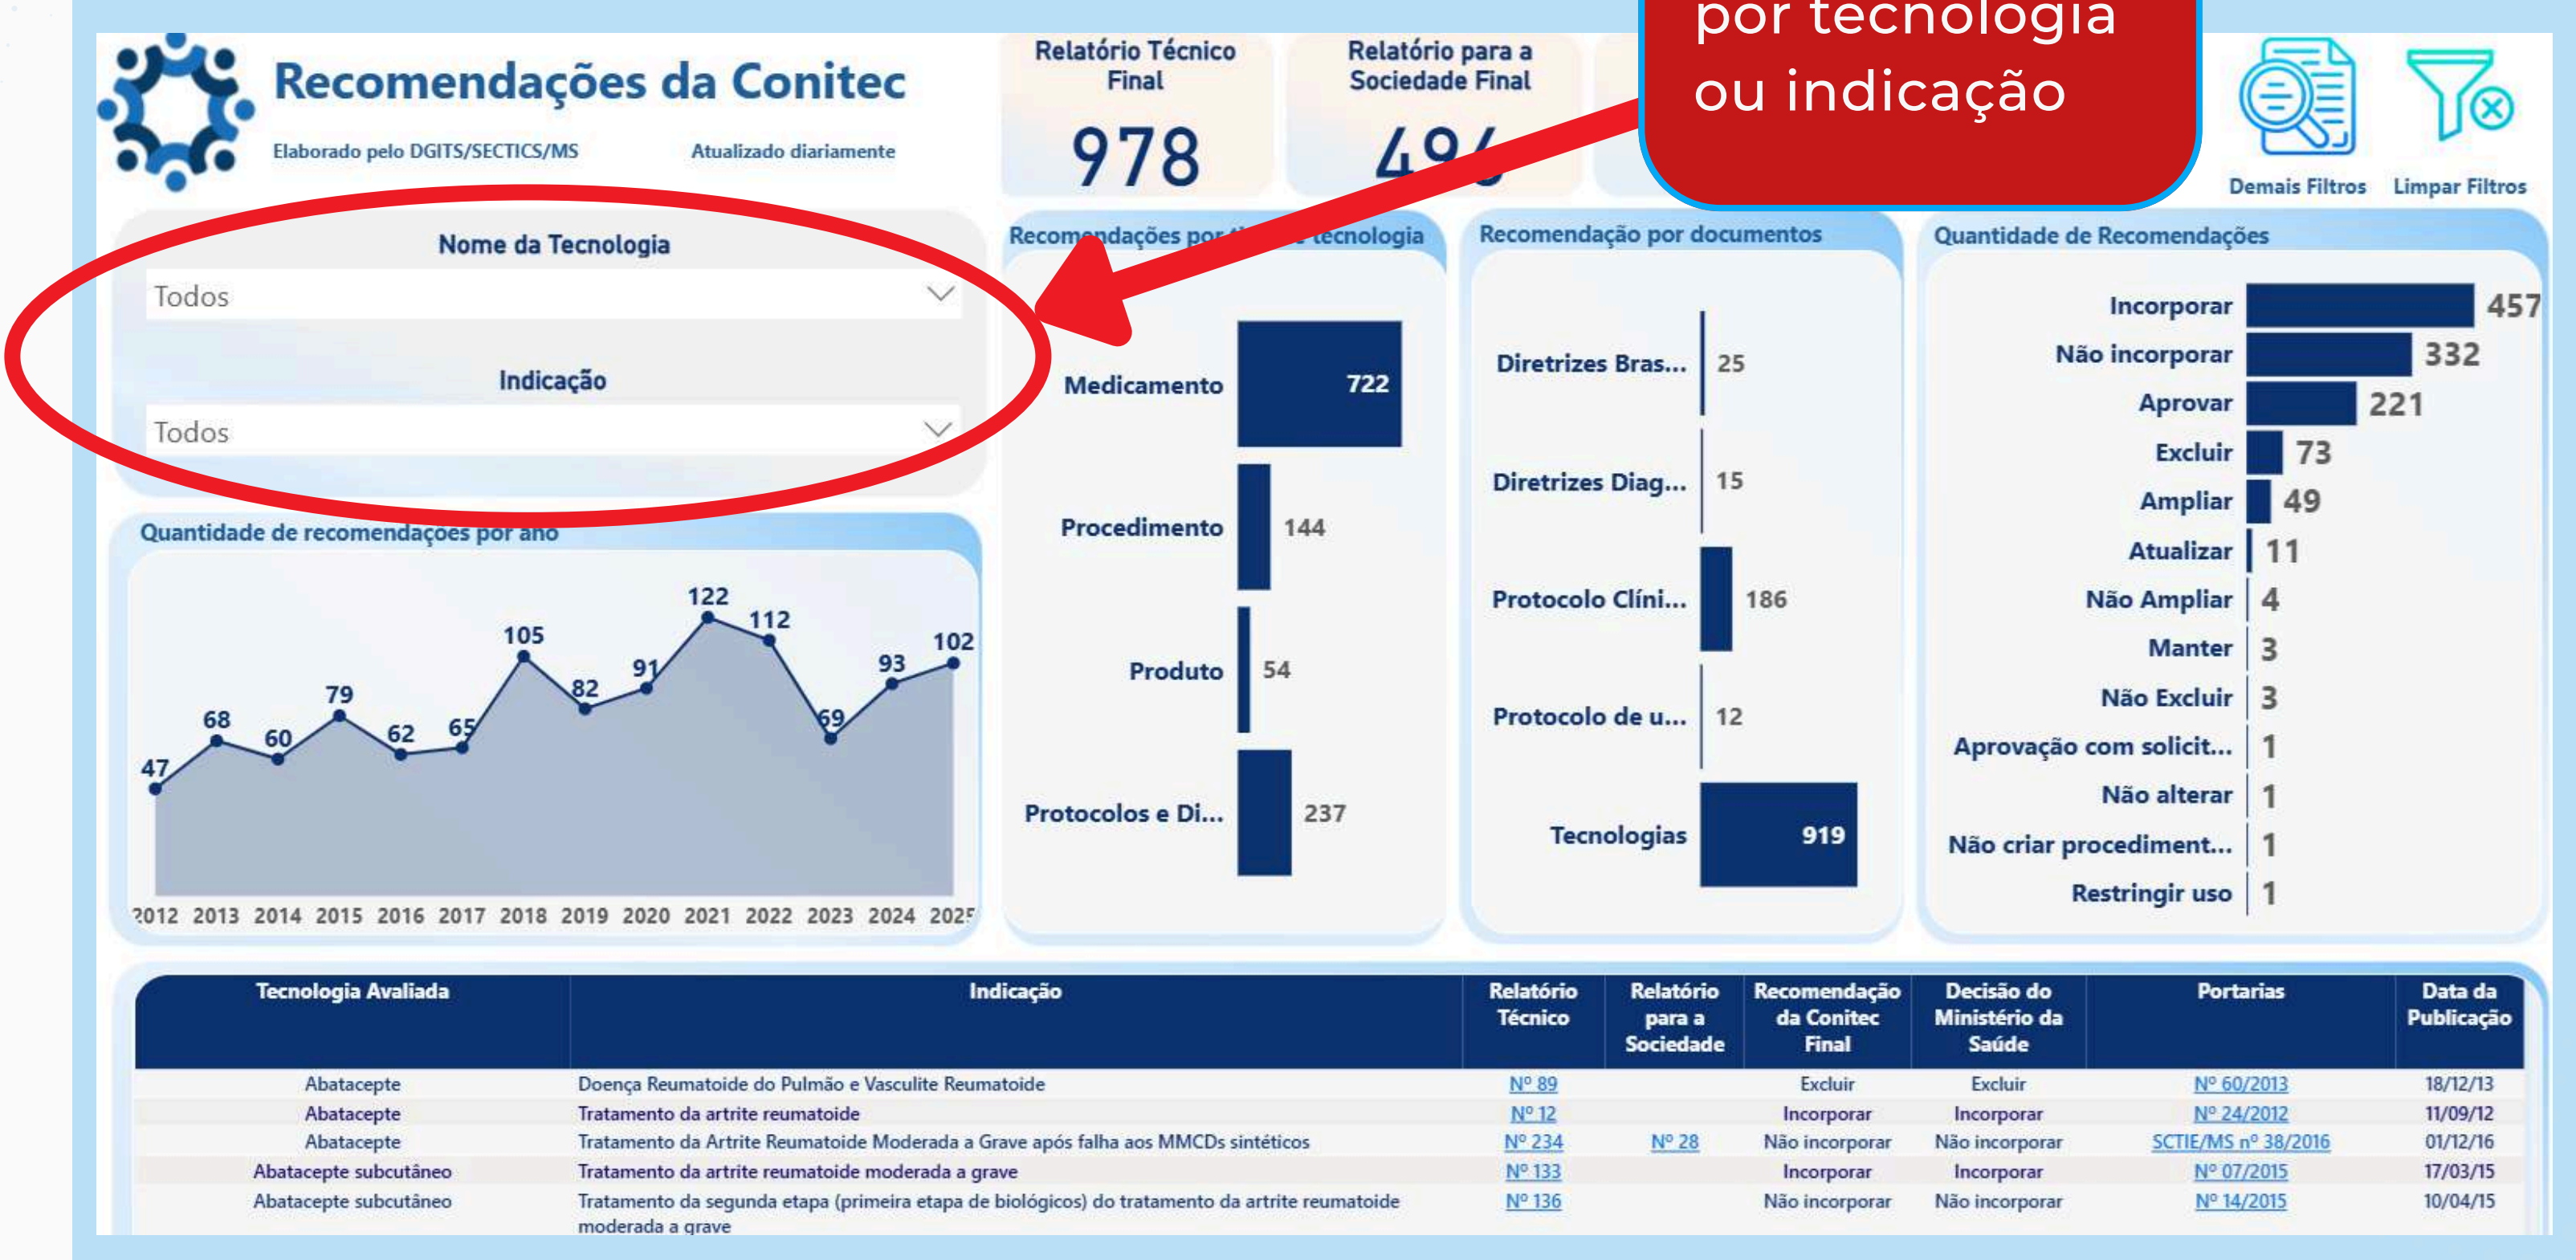 por tecnologia
ou indicação
Recomendações da Conitec
Elaborado pelo DGITS/SECTICS/MS
Atualizado diariamente
Relatório Técnico
Final
978
Relatório para a
Sociedade Final
Demais Filtros
Limpar Filtros
Nome da Tecnologia
Todos
Indicação
Todos
Quantidade de recomendações por ano
47
68
60
79
62
65
105
82
91
122
112
69
93
102
2012 2013 2014 2015 2016 2017 2018 2019 2020 2021 2022 2023 2024 2025
Recomendações por tecnologia
Medicamento 722
Procedimento 144
Produto 54
Protocolos e Di... 237
Recomendação por documentos
Diretrizes Bras... 25
Diretrizes Diag... 15
Protocolo Clíni... 186
Protocolo de u... 12
Tecnologias 919
Quantidade de Recomendações
Incorporar 457
Não incorporar 332
Aprovar 221
Excluir 73
Ampliar 49
Atualizar 11
Não Ampliar 4
Manter 3
Não Excluir 3
Aprovação com solicit... 1
Não alterar 1
Não criar procediment... 1
Restringir uso 1
Tecnologia Avaliada
Indicação
Relatório
Técnico
Relatório
para a
Sociedade
Recomendação
da Conitec
Final
Decisão do
Ministério da
Saúde
Portarias
Data da
Publicação
Abatacepte Doença Reumatoide do Pulmão e Vasculite Reumatoide Nº 89 Excluir Excluir Nº 60/2013 18/12/13
Abatacepte Tratamento da artrite reumatoide Nº 12 Incorporar Incorporar Nº 24/2012 11/09/12
Abatacepte Tratamento da Artrite Reumatoide Moderada a Grave após falha aos MMCDs sintéticos Nº 234 Nº 28 Não incorporar Não incorporar SCTIE/MS nº 38/2016 01/12/16
Abatacepte subcutâneo Tratamento da artrite reumatoide moderada a grave Nº 133 Incorporar Incorporar Nº 07/2015 17/03/15
Abatacepte subcutâneo Tratamento da segunda etapa (primeira etapa de biológicos) do tratamento da artrite reumatoide Nº 136 Não incorporar Não incorporar Nº 14/2015 10/04/15
moderada a grave